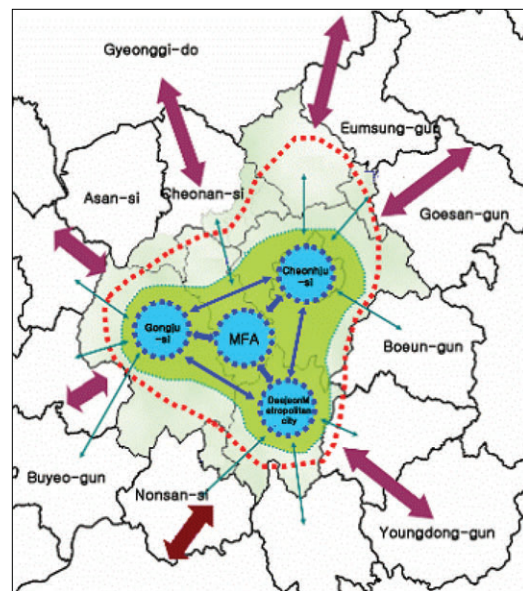 Gyeonggi-do
Eumsung-gun
Asan-si
Cheonan-si
Goesan-gun
Cheonhju
-si
Gongju
-si
MFA
Boeun-gun
DaejeonM
etropolitan
city
Buyeo-gun
Nonsan-si
Youngdong-gun